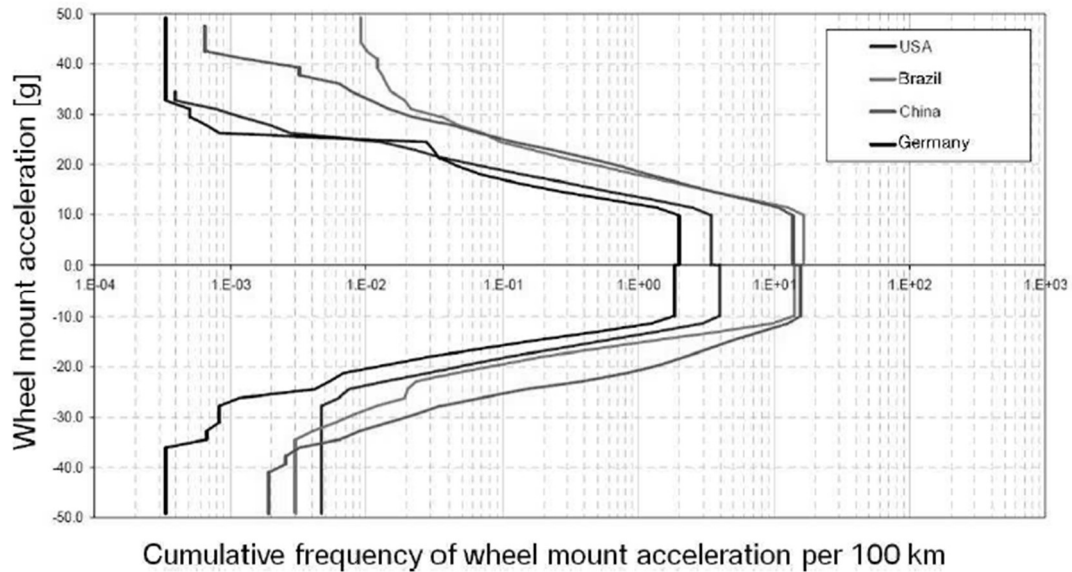 50.0
40.0
30.0
20.0
10.0
0.0
-10.0
-20.0
-30.0
-40.0
-50.0
Wheel mount acceleration [g]
1.E-04
1.E-03
1.E-02
1.E-01
1.E+00
1.E+01
1.E+02
1.E+03
USA
Brazil
China
Germany
Cumulative frequency of wheel mount acceleration per 100 km